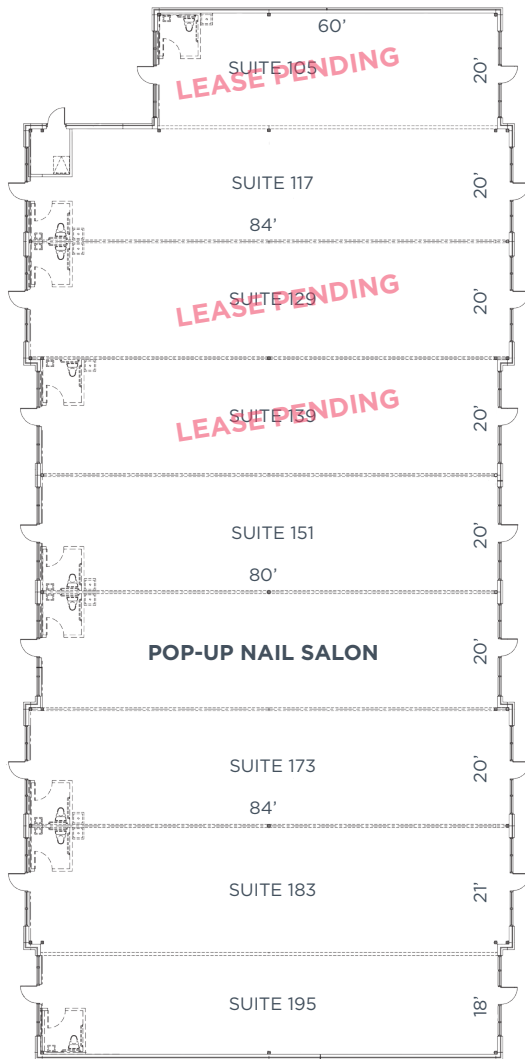 60’
SUITE 105
LEASE PENDING
20’
SUITE 117
20’
84’
SUITE 129
LEASE PENDING
20’
SUITE 139
LEASE PENDING
20’
SUITE 151
20’
80’
POP-UP NAIL SALON
20’
SUITE 173
20’
84’
SUITE 183
21’
SUITE 195
18’